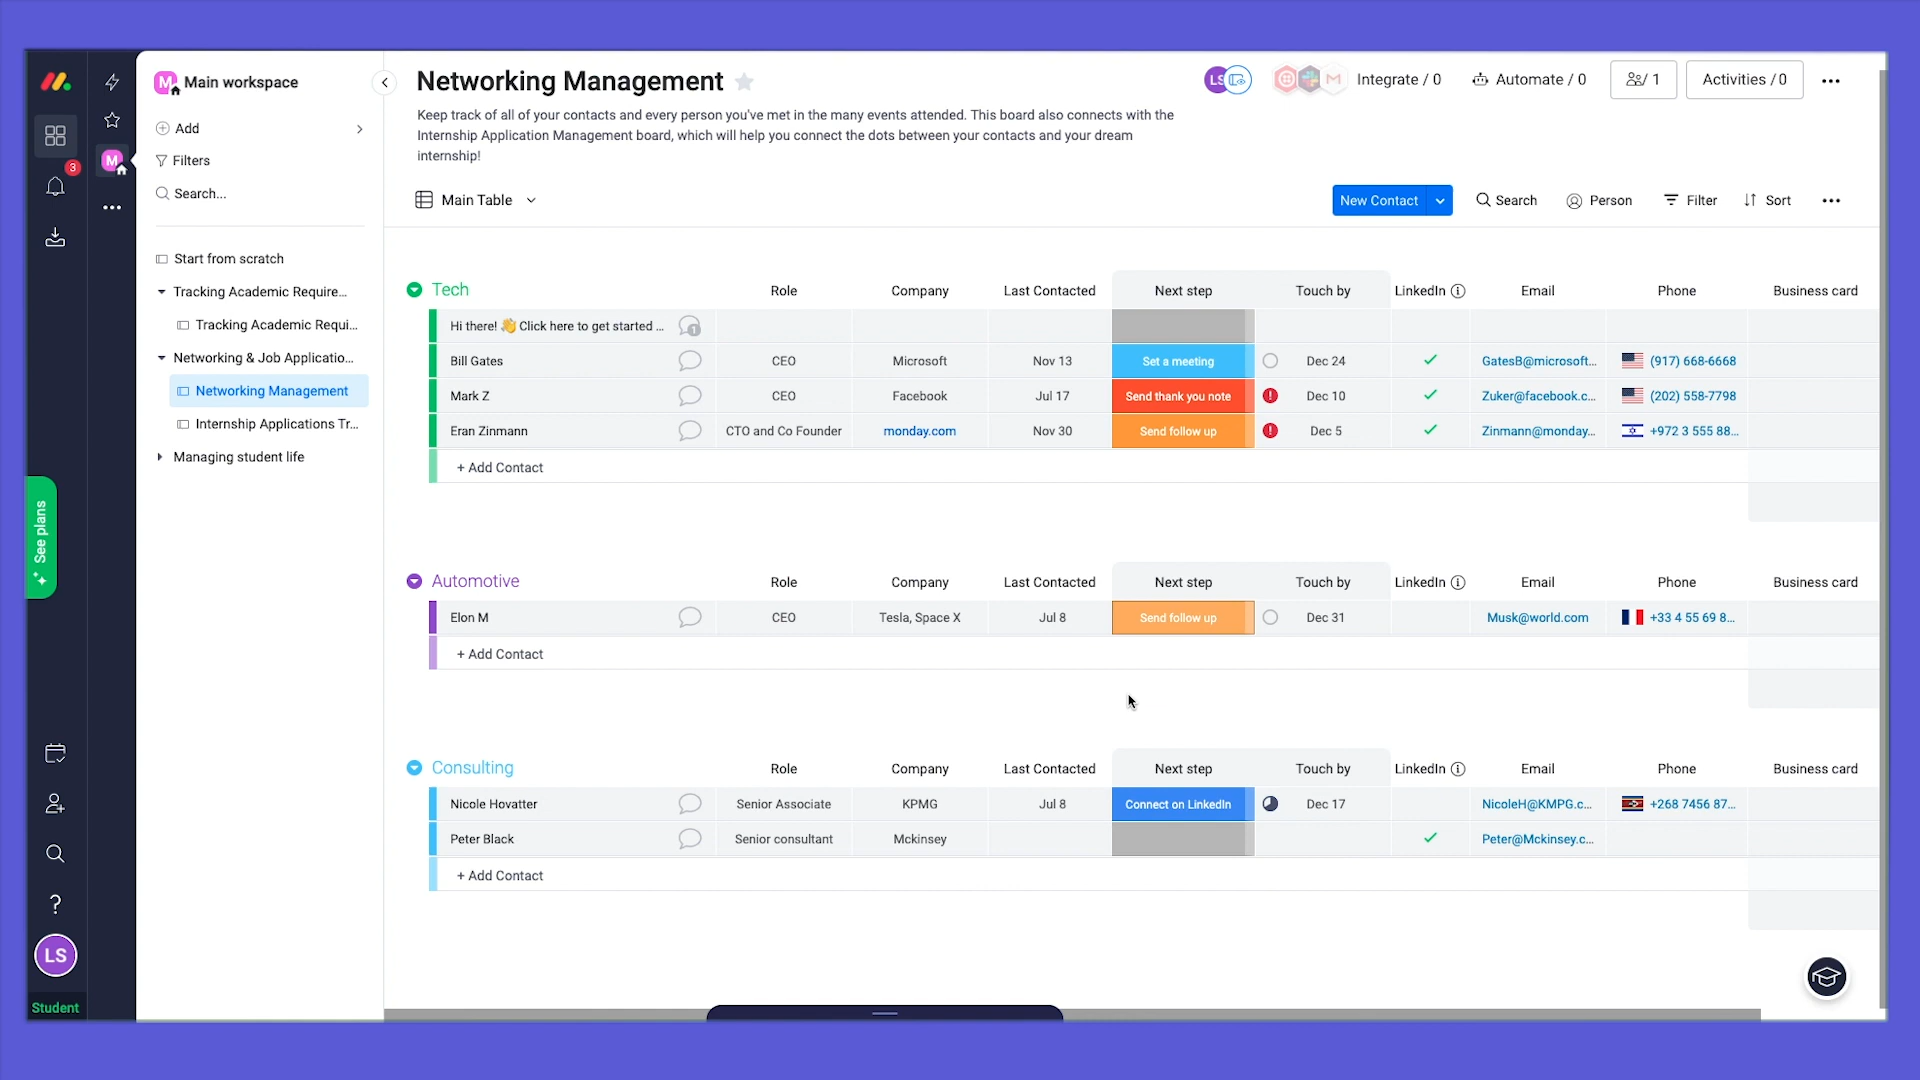 M Main workspace
Add
Filters
Search...
Start from scratch
Tracking Academic Require...
Tracking Academic Requi...
Networking & Job Applicatio...
Networking Management
Internship Applications Tr...
Managing student life
3
M
See plans
LS
Student
Networking Management
LS
M
Integrate / 0
Automate / 0
/ 1
Activities / 0
Keep track of all of your contacts and every person you've met in the many events attended. This board also connects with the
Internship Application Management board, which will help you connect the dots between your contacts and your dream
internship!
Main Table
New Contact
Search
Person
Filter
Sort
Tech Role Company Last Contacted Next step Touch by LinkedIn Email Phone Business card
Hi there! 👋 Click here to get started ... 1
Bill Gates CEO Microsoft Nov 13 Set a meeting Dec 24 GatesB@microsoft... (917) 668-6668
Mark Z CEO Facebook Jul 17 Send thank you note Dec 10 Zuker@facebook.c... (202) 558-7798
Eran Zinmann CTO and Co Founder monday.com Nov 30 Send follow up Dec 5 Zinmann@monday... +972 3 555 88...
+ Add Contact
Automotive Role Company Last Contacted Next step Touch by LinkedIn Email Phone Business card
Elon M CEO Tesla, Space X Jul 8 Send follow up Dec 31 Musk@world.com +33 4 55 69 8...
+ Add Contact
Consulting Role Company Last Contacted Next step Touch by LinkedIn Email Phone Business card
Nicole Hovatter Senior Associate KPMG Jul 8 Connect on LinkedIn Dec 17 NicoleH@KMPG.c... +268 7456 87...
Peter Black Senior consultant Mckinsey Peter@Mckinsey.c...
+ Add Contact